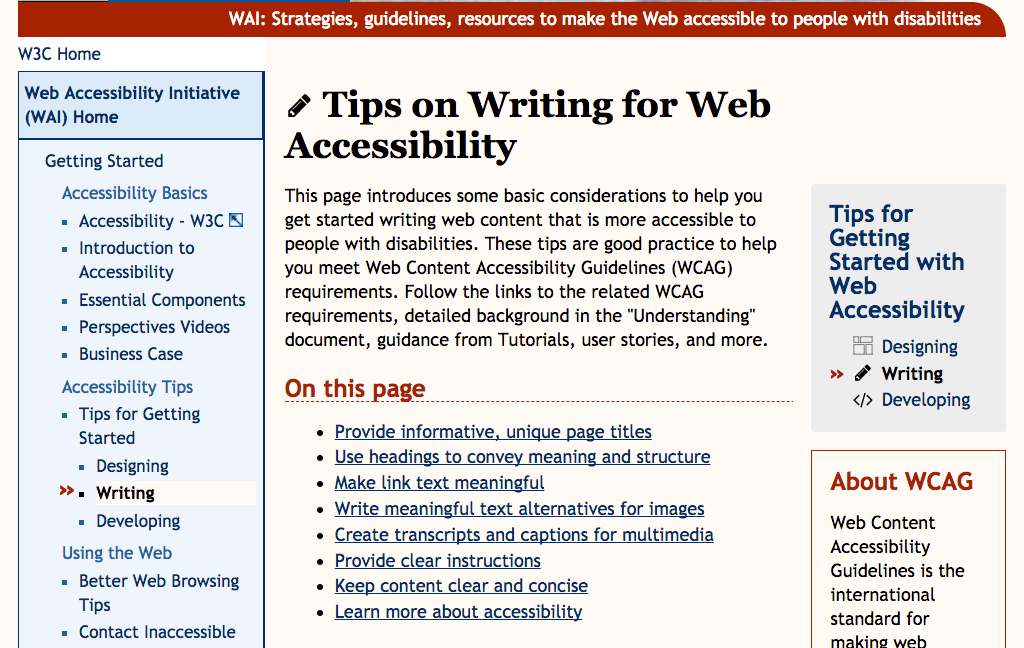 WAI: Strategies, guidelines, resources to make the Web accessible to people with disabilities
W3C Home
Web Accessibility Initiative
(WAI) Home
Getting Started
Accessibility Basics
Accessibility - W3C
Introduction to
Accessibility
Essential Components
Perspectives Videos
Business Case
Accessibility Tips
Tips for Getting
Started
Designing
» Writing
Developing
Using the Web
Better Web Browsing
Tips
Contact Inaccessible
Tips on Writing for Web
Accessibility
This page introduces some basic considerations to help you
get started writing web content that is more accessible to
people with disabilities. These tips are good practice to help
you meet Web Content Accessibility Guidelines (WCAG)
requirements. Follow the links to the related WCAG
requirements, detailed background in the "Understanding"
document, guidance from Tutorials, user stories, and more.
On this page
Provide informative, unique page titles
Use headings to convey meaning and structure
Make link text meaningful
Write meaningful text alternatives for images
Create transcripts and captions for multimedia
Provide clear instructions
Keep content clear and concise
Learn more about accessibility
Tips for
Getting
Started with
Web
Accessibility
Designing
» Writing
</> Developing
About WCAG
Web Content
Accessibility
Guidelines is the
international
standard for
making web